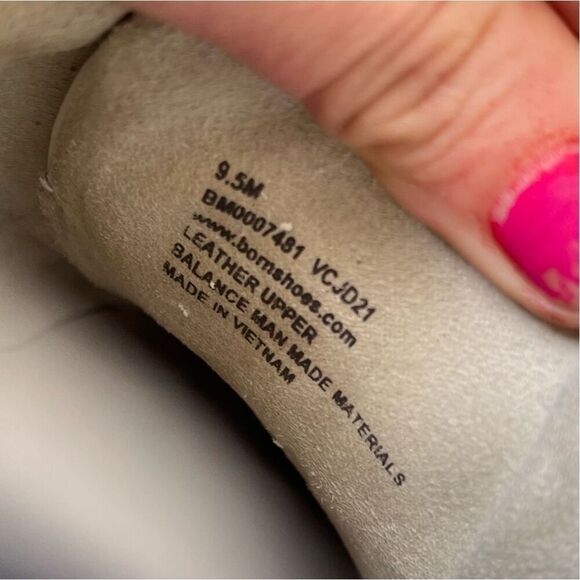 9.5M
BM0007481 VCJD21
www.bornshoes.com
LEATHER UPPER
BALANCE MAN MADE MATERIALS
MADE IN VIETNAM